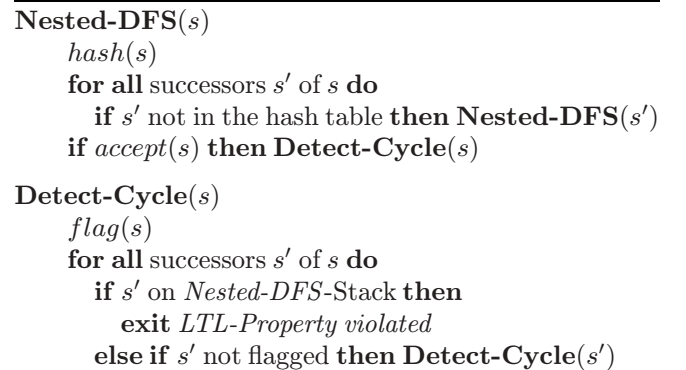 Nested-DFS(s)
hash(s)
for all successors s′ of s do
if s′ not in the hash table then Nested-DFS(s′)
if accept(s) then Detect-Cycle(s)
Detect-Cycle(s)
flag(s)
for all successors s′ of s do
if s′ on Nested-DFS-Stack then
exit LTL-Property violated
else if s′ not flagged then Detect-Cycle(s′)